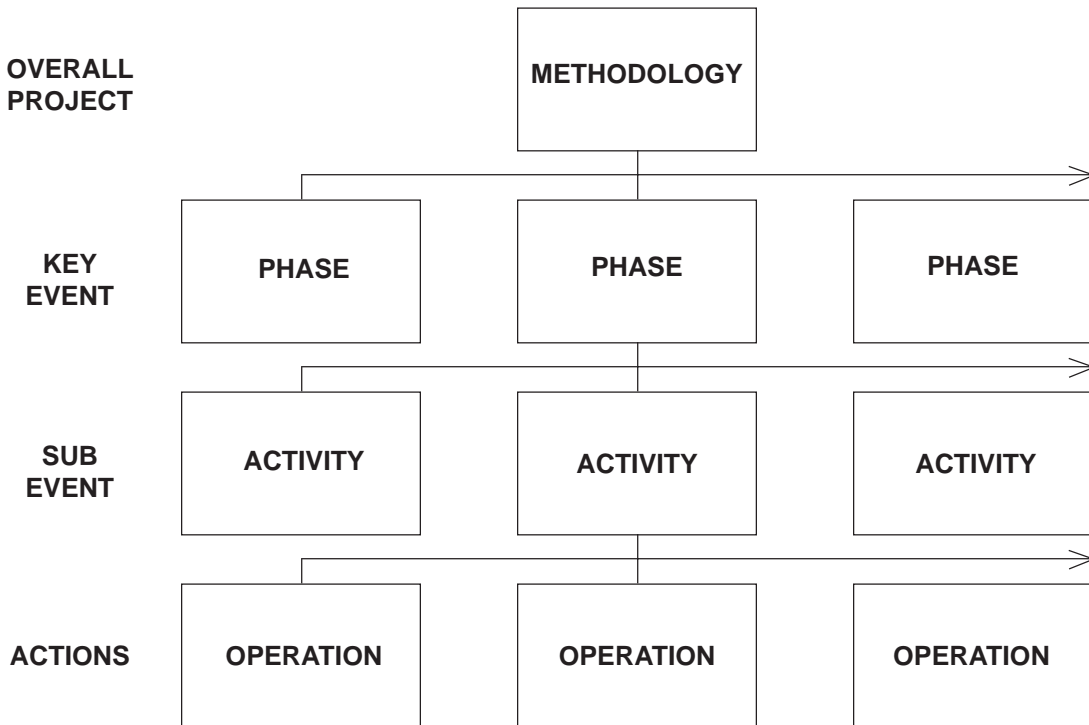 OVERALL
PROJECT
METHODOLOGY
KEY
EVENT
PHASE
PHASE
PHASE
SUB
EVENT
ACTIVITY
ACTIVITY
ACTIVITY
ACTIONS
OPERATION
OPERATION
OPERATION